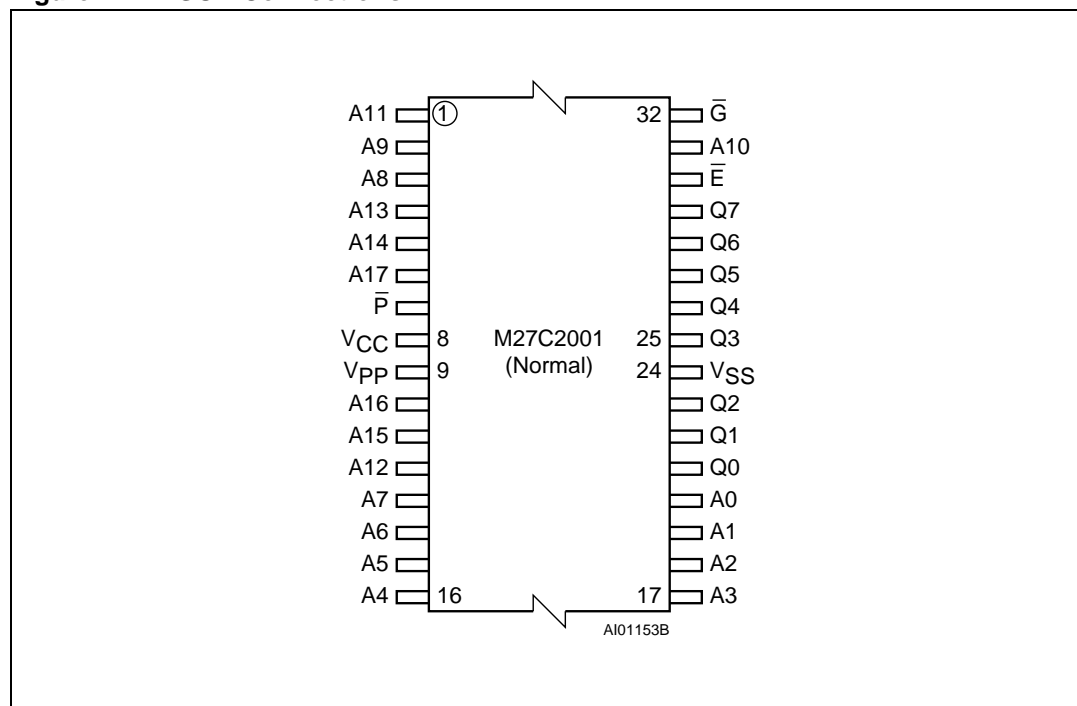 A11 1 32 G̅
A9 A10
A8 E̅
A13 Q7
A14 Q6
A17 Q5
P̅ Q4
VCC 8 M27C2001 25 Q3
(Normal)
VPP 9 24 VSS
A16 Q2
A15 Q1
A12 Q0
A7 A0
A6 A1
A5 A2
A4 16 17 A3
AI01153B